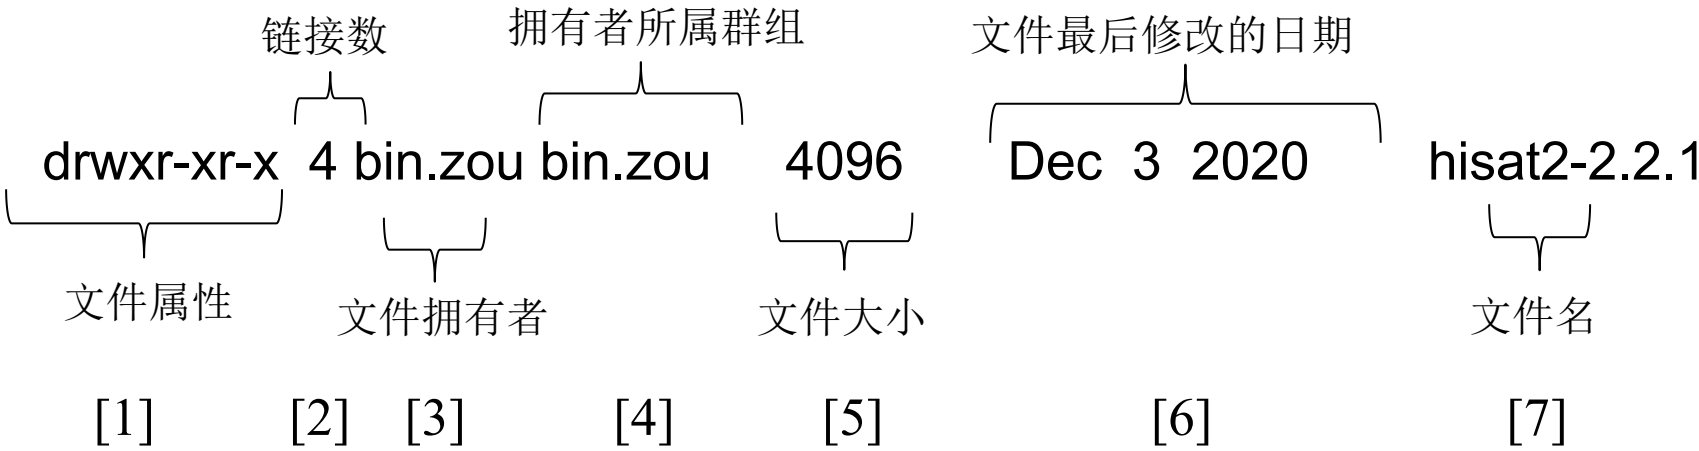 链接数 拥有者所属群组 文件最后修改的日期
drwxr-xr-x 4 bin.zou bin.zou 4096 Dec 3 2020 hisat2-2.2.1
文件属性 文件拥有者 文件大小 文件名
[1] [2] [3] [4] [5] [6] [7]